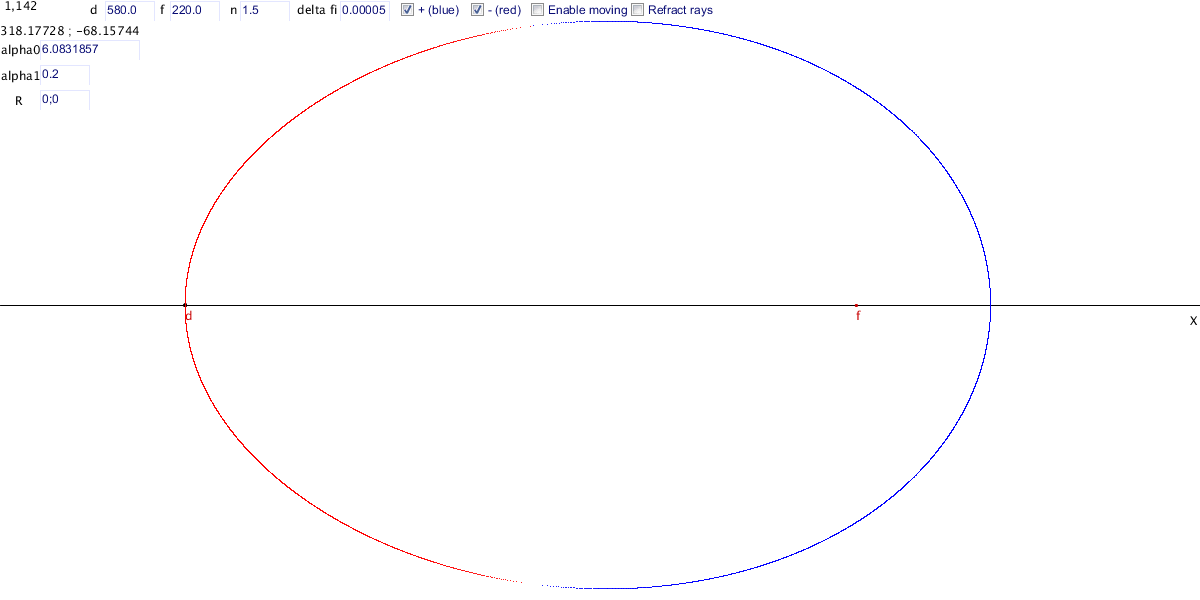 1,142 d 580.0 f 220.0 n 1.5 delta fi 0.00005 + (blue) - (red) Enable moving Refract rays
318.17728 ; -68.15744
alpha0 6.0831857
alpha1 0.2
R 0;0
d f
X